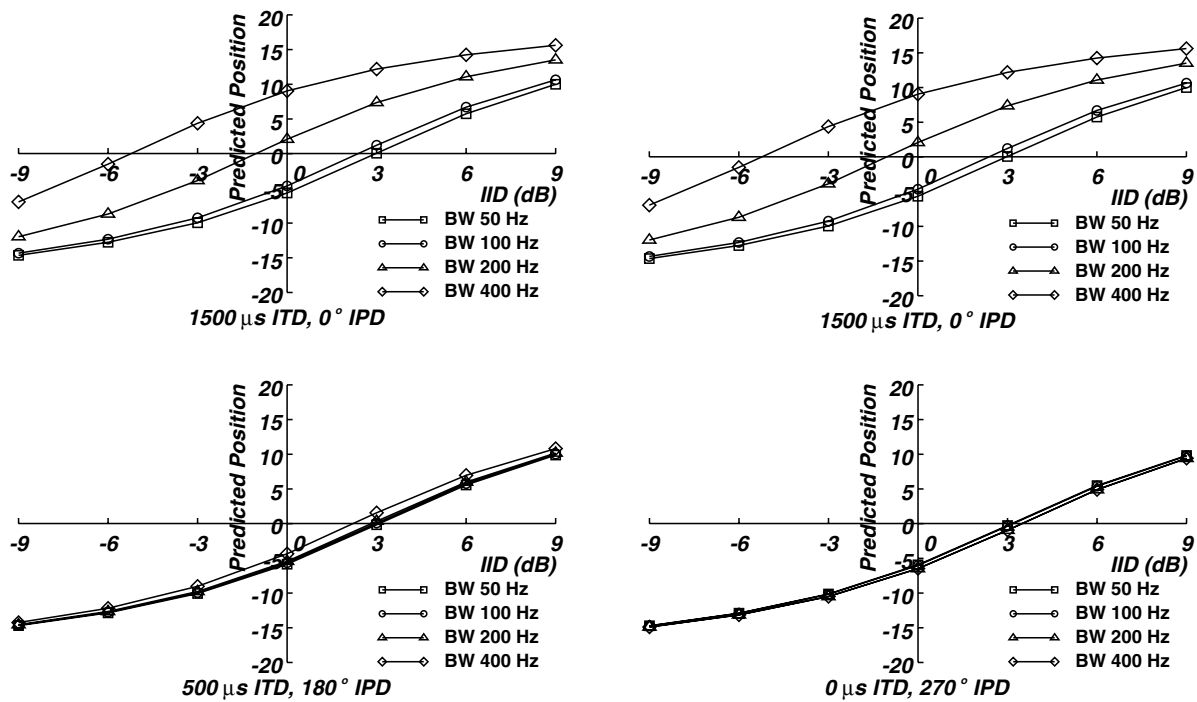 20
15
10
5
0
-5
-10
-15
-20
Predicted Position
-9 -6 -3 0 3 6 9
IID (dB)
BW 50 Hz
BW 100 Hz
BW 200 Hz
BW 400 Hz
1500 μs ITD, 0° IPD
20
15
10
5
0
-5
-10
-15
-20
Predicted Position
-9 -6 -3 0 3 6 9
IID (dB)
BW 50 Hz
BW 100 Hz
BW 200 Hz
BW 400 Hz
1500 μs ITD, 0° IPD
20
15
10
5
0
-5
-10
-15
-20
Predicted Position
-9 -6 -3 0 3 6 9
IID (dB)
BW 50 Hz
BW 100 Hz
BW 200 Hz
BW 400 Hz
500 μs ITD, 180° IPD
20
15
10
5
0
-5
-10
-15
-20
Predicted Position
-9 -6 -3 0 3 6 9
IID (dB)
BW 50 Hz
BW 100 Hz
BW 200 Hz
BW 400 Hz
0 μs ITD, 270° IPD